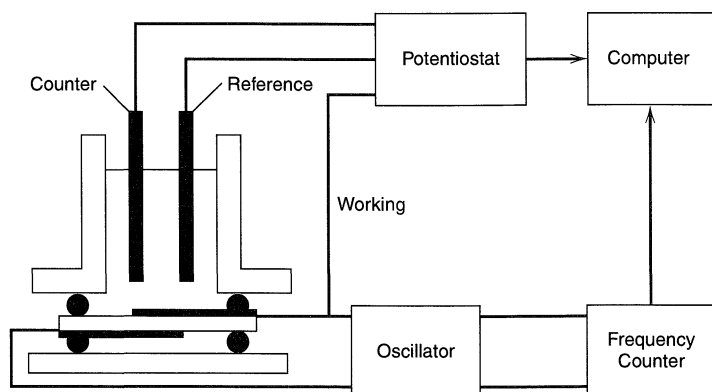 Counter
Reference
Potentiostat
Computer
Working
Oscillator
Frequency
Counter